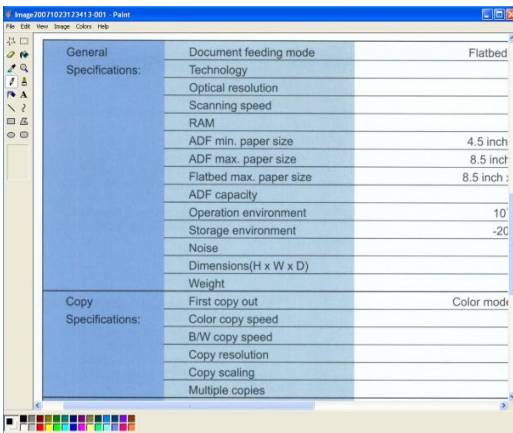 Image20071023123413-001 - Paint
File Edit View Image Colors Help
General Document feeding mode Flatbed
Specifications: Technology
Optical resolution
Scanning speed
RAM
ADF min. paper size 4.5 inch
ADF max. paper size 8.5 inch
Flatbed max. paper size 8.5 inch
ADF capacity
Operation environment 10
Storage environment -20
Noise
Dimensions(H x W x D)
Weight
Copy First copy out Color mode
Specifications: Color copy speed
B/W copy speed
Copy resolution
Copy scaling
Multiple copies